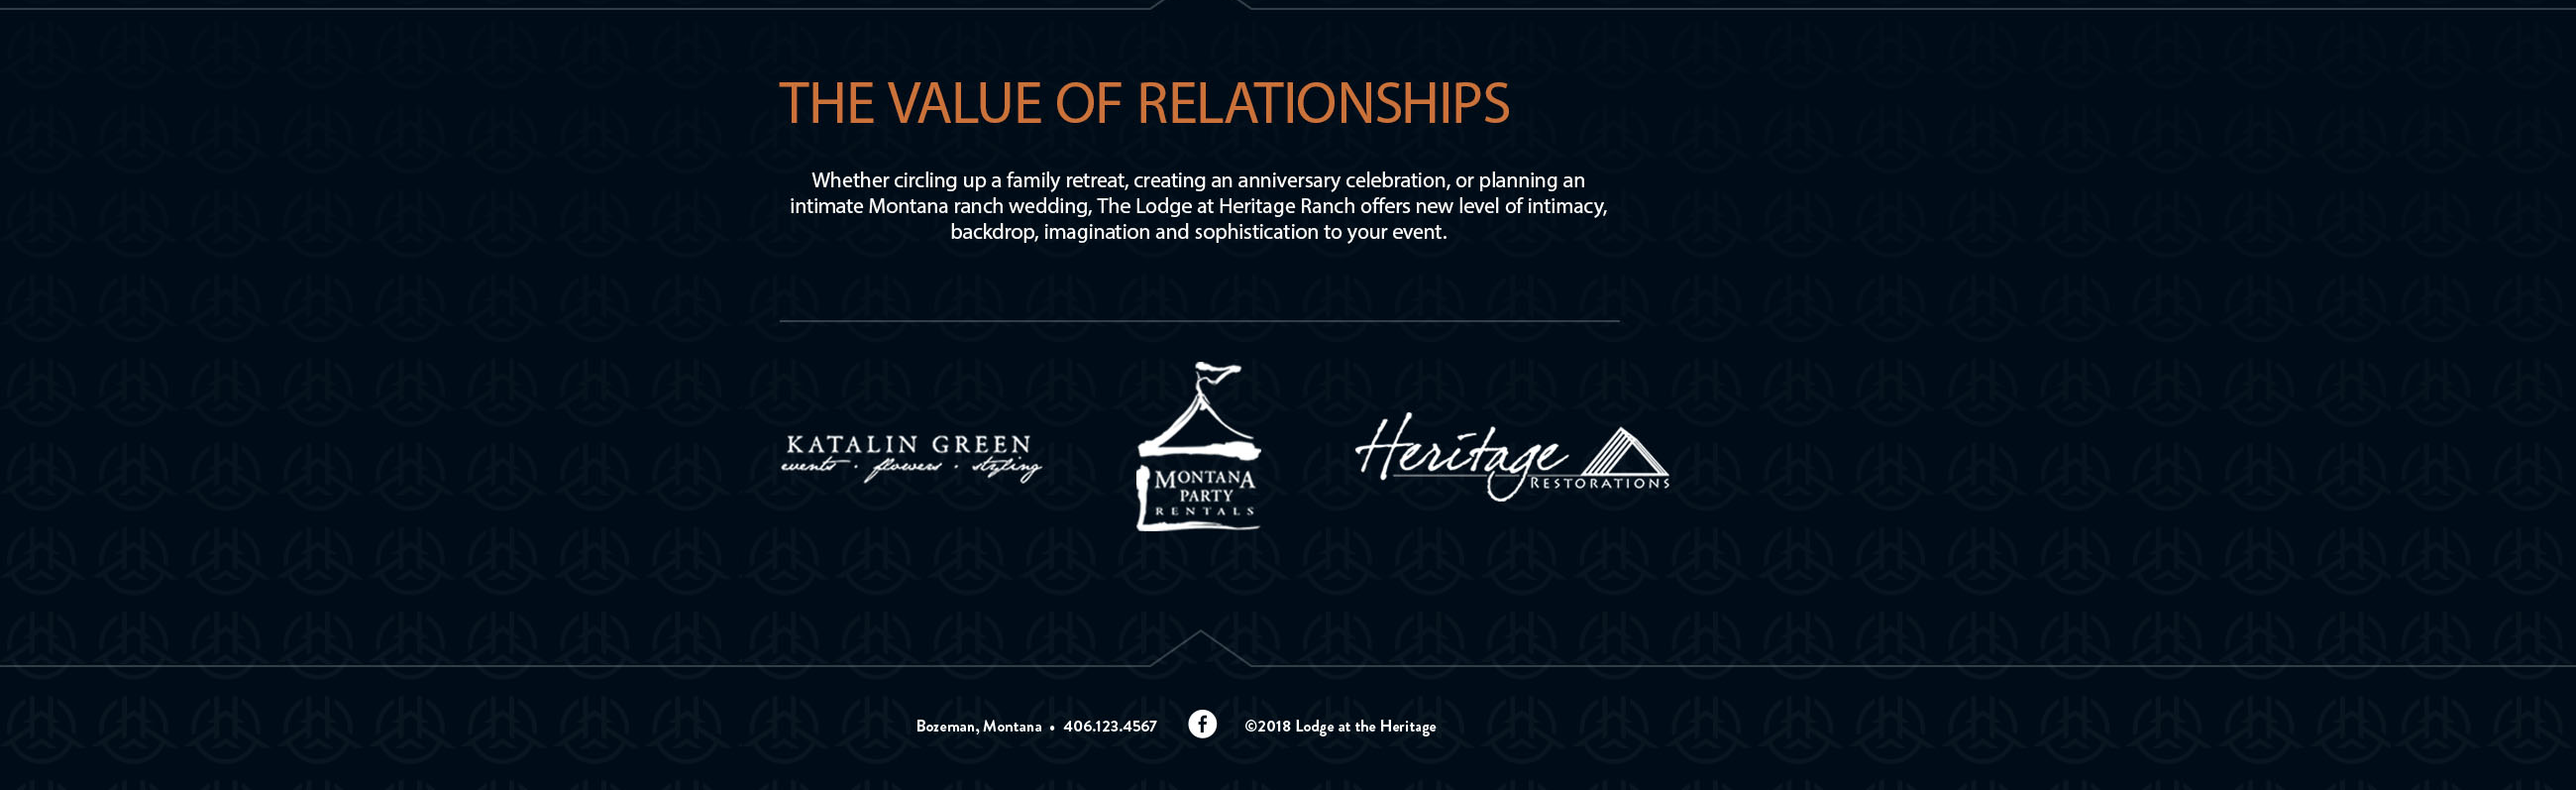 THE VALUE OF RELATIONSHIPS
Whether circling up a family retreat, creating an anniversary celebration, or planning an
intimate Montana ranch wedding, The Lodge at Heritage Ranch offers new level of intimacy,
backdrop, imagination and sophistication to your event.
KATALIN GREEN
events · flowers · styling
MONTANA
PARTY
RENTALS
Heritage
RESTORATIONS
Bozeman, Montana • 406.123.4567 f ©2018 Lodge at the Heritage